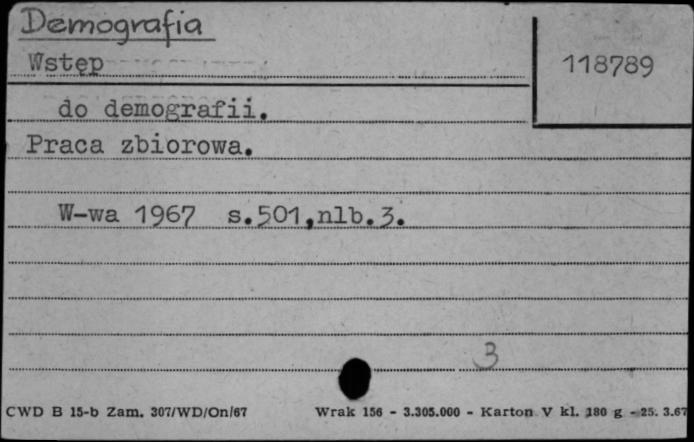 Demografia
Wstęp
118789
do demografii.
Praca zbiorowa.
W-wa 1967 s.501,nlb.3.
3
CWD B 15-b Zam. 307/WD/On/67 Wrak 156 - 3.305.000 - Karton V kl. 180 g - 25. 3.67